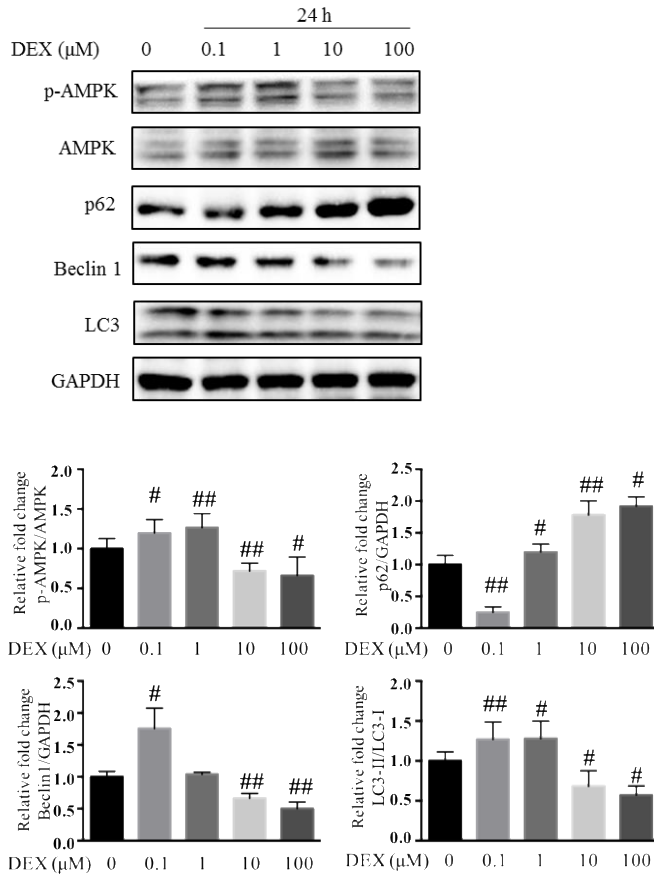 24 h
DEX (μM) 0 0.1 1 10 100
p-AMPK
AMPK
p62
Beclin 1
LC3
GAPDH
Relative fold change
p-AMPK/AMPK
2.0
1.5
1.0
0.5
0.0
# ## ## #
DEX (μM) 0 0.1 1 10 100
Relative fold change
p62/GAPDH
2.5
2.0
1.5
1.0
0.5
0.0
## # ## #
DEX (μM) 0 0.1 1 10 100
Relative fold change
Beclin1/GAPDH
2.5
2.0
1.5
1.0
0.5
0.0
# ## ##
DEX (μM) 0 0.1 1 10 100
Relative fold change
LC3-II/LC3-I
2.0
1.5
1.0
0.5
0.0
## # # #
DEX (μM) 0 0.1 1 10 100